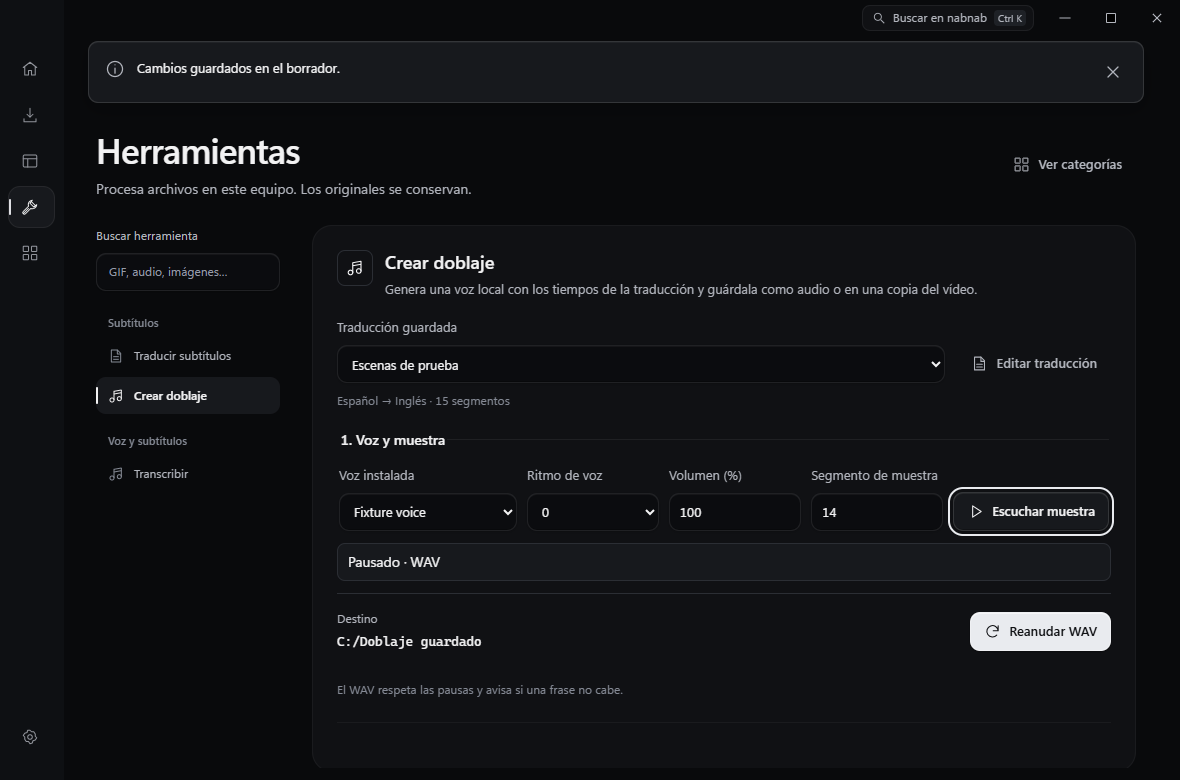 Buscar en nabnab Ctrl K
Cambios guardados en el borrador.
Herramientas
Procesa archivos en este equipo. Los originales se conservan.
Ver categorías
Buscar herramienta
GIF, audio, imágenes...
Subtítulos
Traducir subtítulos
Crear doblaje
Voz y subtítulos
Transcribir
Crear doblaje
Genera una voz local con los tiempos de la traducción y guárdala como audio o en una copia del vídeo.
Traducción guardada
Escenas de prueba
Editar traducción
Español → Inglés · 15 segmentos
1. Voz y muestra
Voz instalada Ritmo de voz Volumen (%) Segmento de muestra
Fixture voice 0 100 14 Escuchar muestra
Pausado · WAV
Destino
C:/Doblaje guardado
Reanudar WAV
El WAV respeta las pausas y avisa si una frase no cabe.